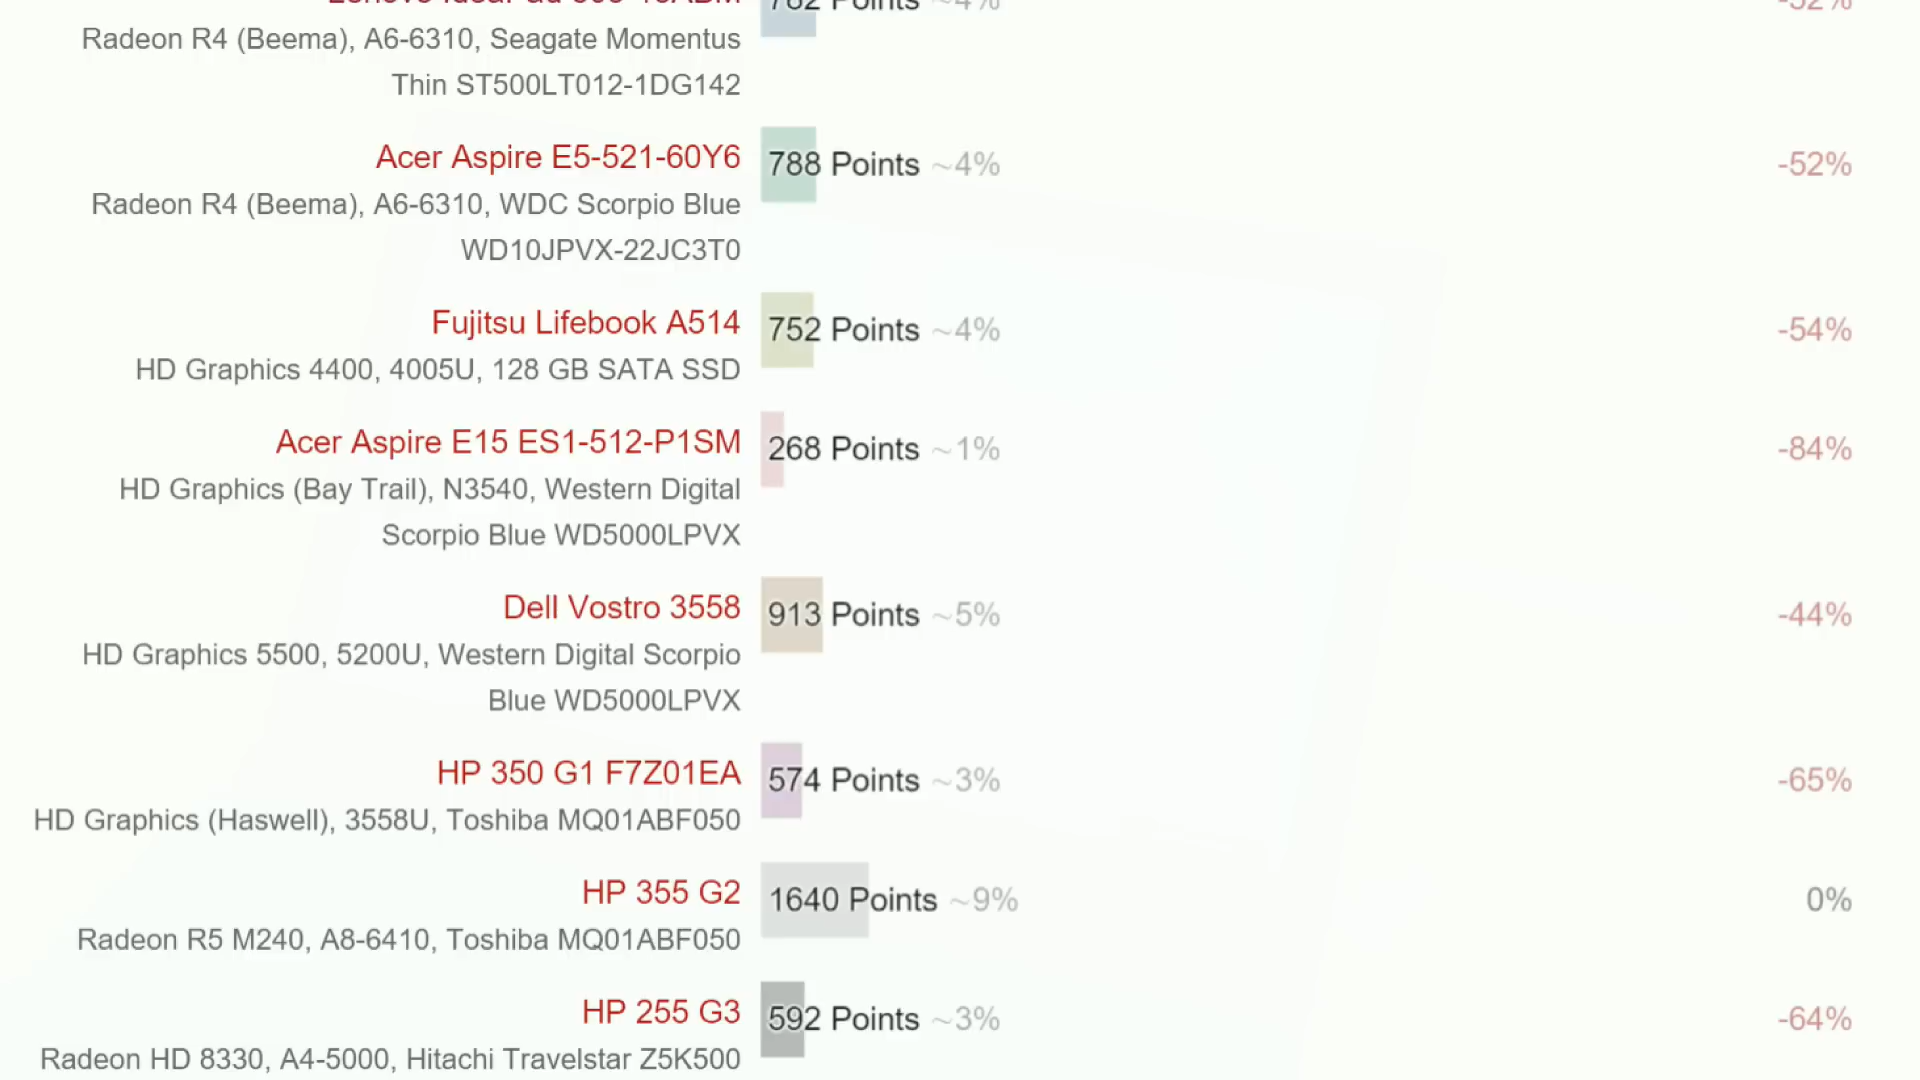 Points ~4% -52%
Radeon R4 (Beema), A6-6310, Seagate Momentus
Thin ST500LT012-1DG142
Acer Aspire E5-521-60Y6 788 Points ~4% -52%
Radeon R4 (Beema), A6-6310, WDC Scorpio Blue
WD10JPVX-22JC3T0
Fujitsu Lifebook A514 752 Points ~4% -54%
HD Graphics 4400, 4005U, 128 GB SATA SSD
Acer Aspire E15 ES1-512-P1SM 268 Points ~1% -84%
HD Graphics (Bay Trail), N3540, Western Digital
Scorpio Blue WD5000LPVX
Dell Vostro 3558 913 Points ~5% -44%
HD Graphics 5500, 5200U, Western Digital Scorpio
Blue WD5000LPVX
HP 350 G1 F7Z01EA 574 Points ~3% -65%
HD Graphics (Haswell), 3558U, Toshiba MQ01ABF050
HP 355 G2 1640 Points ~9% 0%
Radeon R5 M240, A8-6410, Toshiba MQ01ABF050
HP 255 G3 592 Points ~3% -64%
Radeon HD 8330, A4-5000, Hitachi Travelstar Z5K500